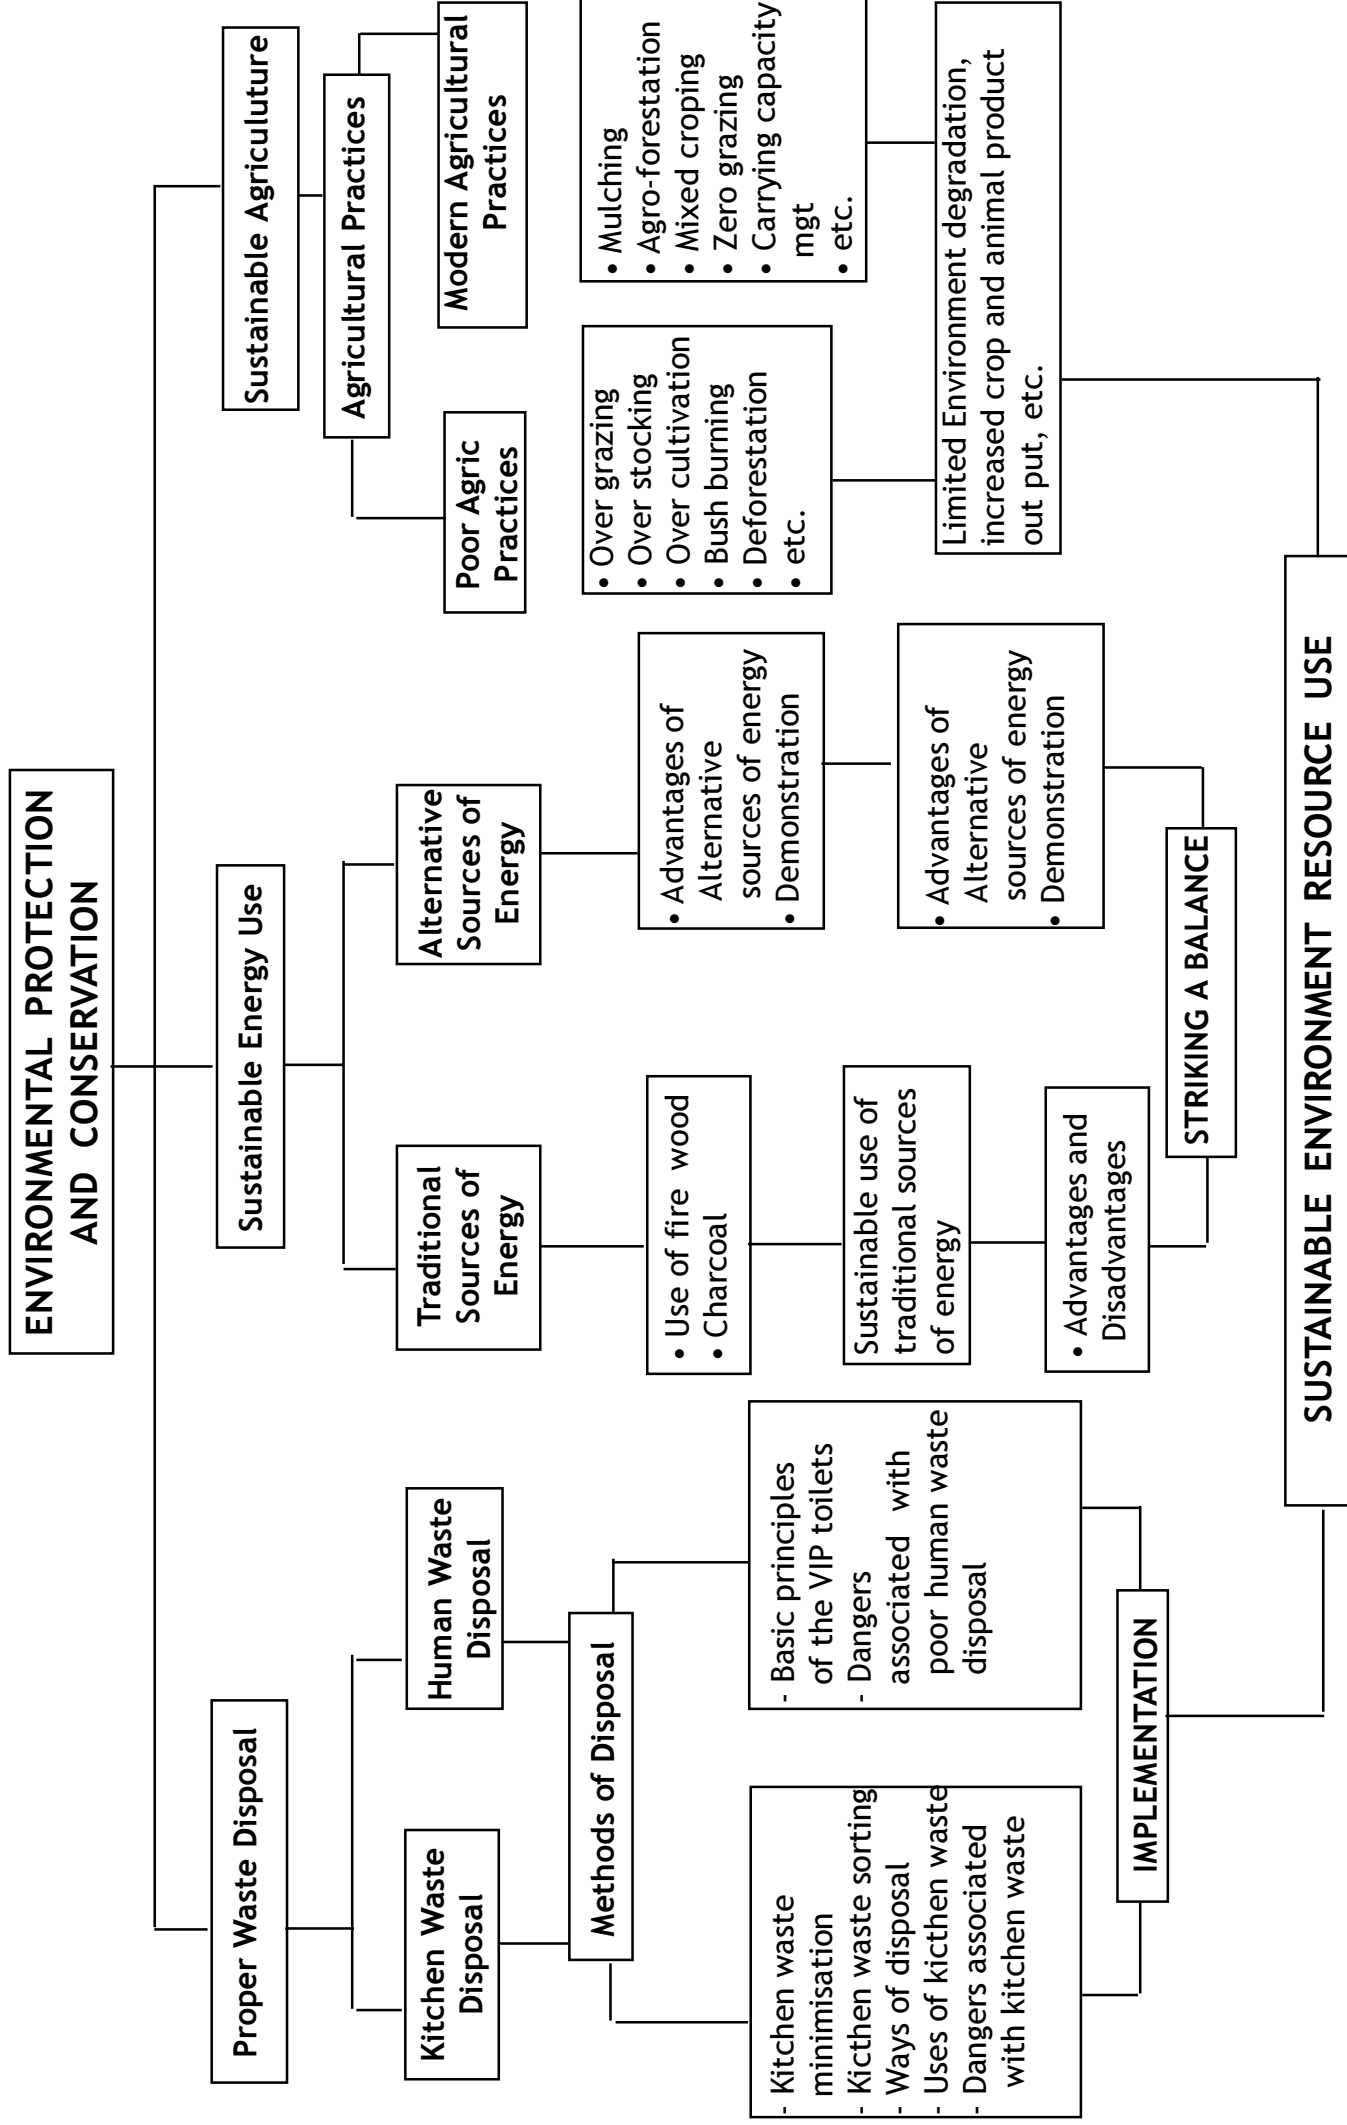 ENVIRONMENTAL PROTECTION
AND CONSERVATION
Proper Waste Disposal
Sustainable Energy Use
Sustainable Agriculuture
Kitchen Waste
Disposal
Human Waste
Disposal
Traditional
Sources of
Energy
Alternative
Sources of
Energy
Agricultural Practices
Poor Agric
Practices
Modern Agricultural
Practices
Methods of Disposal
- Kitchen waste
minimisation
- Kicthen waste sorting
- Ways of disposal
- Uses of kicthen waste
- Dangers associated
with kitchen waste
- Basic principles
of the VIP toilets
- Dangers
associated with
poor human waste
disposal
IMPLEMENTATION
• Use of fire wood
• Charcoal
Sustainable use of
traditional sources
of energy
• Advantages and
Disadvantages
• Advantages of
Alternative
sources of energy
• Demonstration
• Advantages of
Alternative
sources of energy
• Demonstration
STRIKING A BALANCE
• Over grazing
• Over stocking
• Over cultivation
• Bush burning
• Deforestation
• etc.
• Mulching
• Agro-forestation
• Mixed croping
• Zero grazing
• Carrying capacity
mgt
• etc.
Limited Environment degradation,
increased crop and animal product
out put, etc.
SUSTAINABLE ENVIRONMENT RESOURCE USE